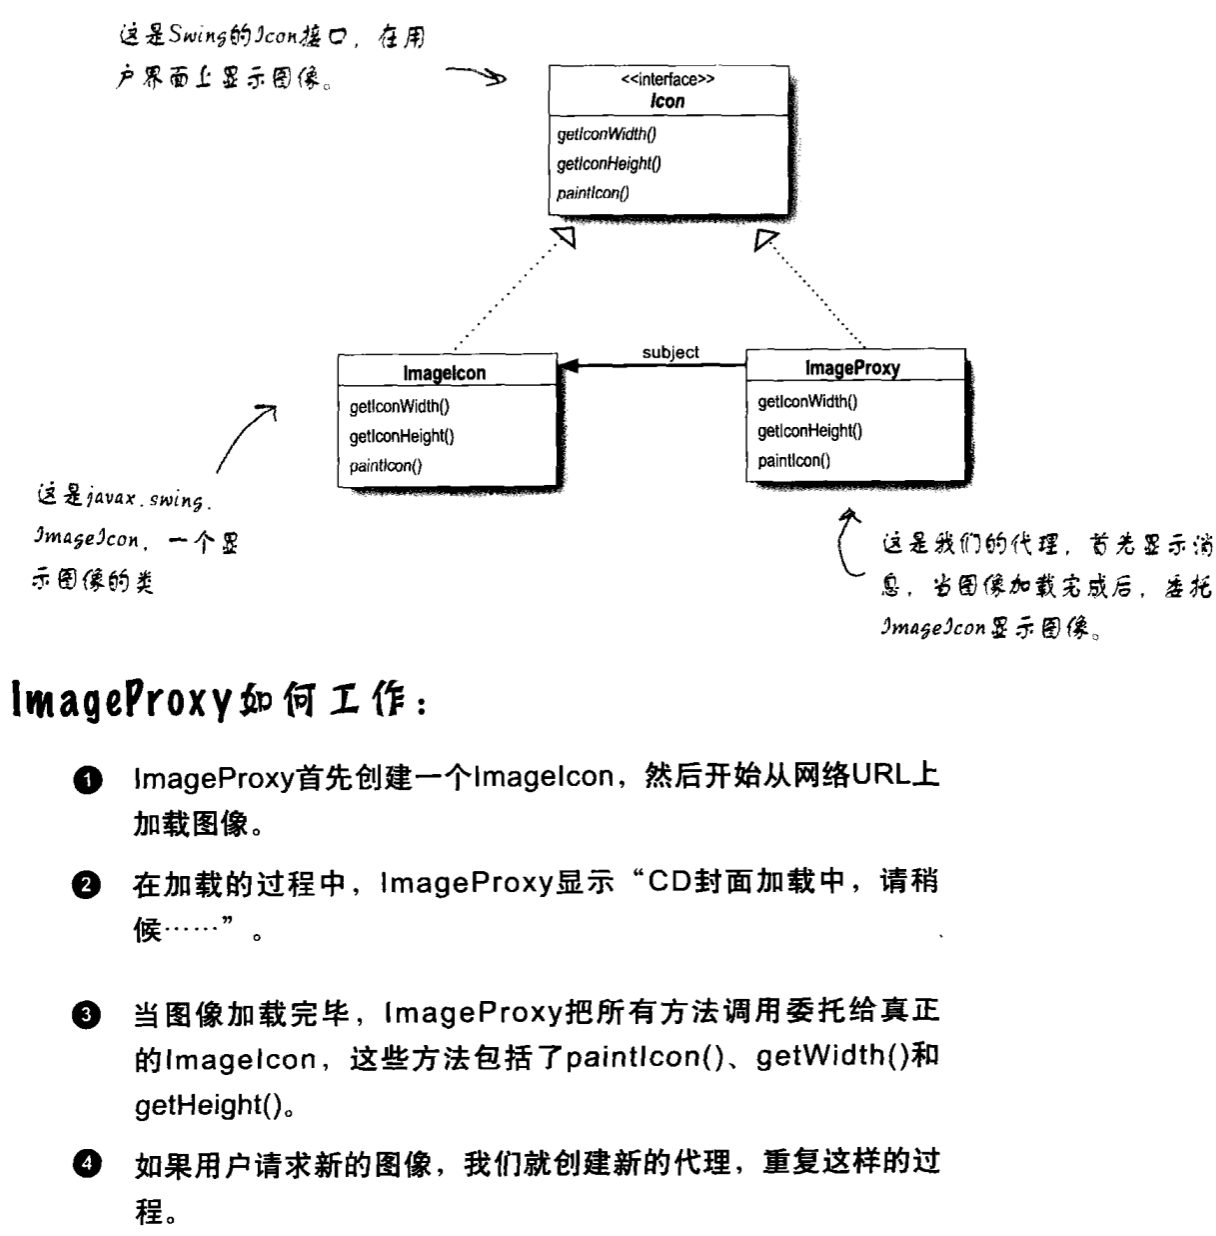 这是Swing的Icon接口，在用
户界面上显示图像。
<<interface>>
Icon
getIconWidth()
getIconHeight()
paintIcon()
subject
ImageIcon
getIconWidth()
getIconHeight()
paintIcon()
ImageProxy
getIconWidth()
getIconHeight()
paintIcon()
这是javax.swing.
ImageIcon，一个显
示图像的类
这是我们的代理，首先显示消
息，当图像加载完成后，委托
ImageIcon显示图像。
ImageProxy如何工作：
1 ImageProxy首先创建一个ImageIcon，然后开始从网络URL上
加载图像。
2 在加载的过程中，ImageProxy显示“CD封面加载中，请稍
候……”。
3 当图像加载完毕，ImageProxy把所有方法调用委托给真正
的ImageIcon，这些方法包括了paintIcon()、getWidth()和
getHeight()。
4 如果用户请求新的图像，我们就创建新的代理，重复这样的过
程。